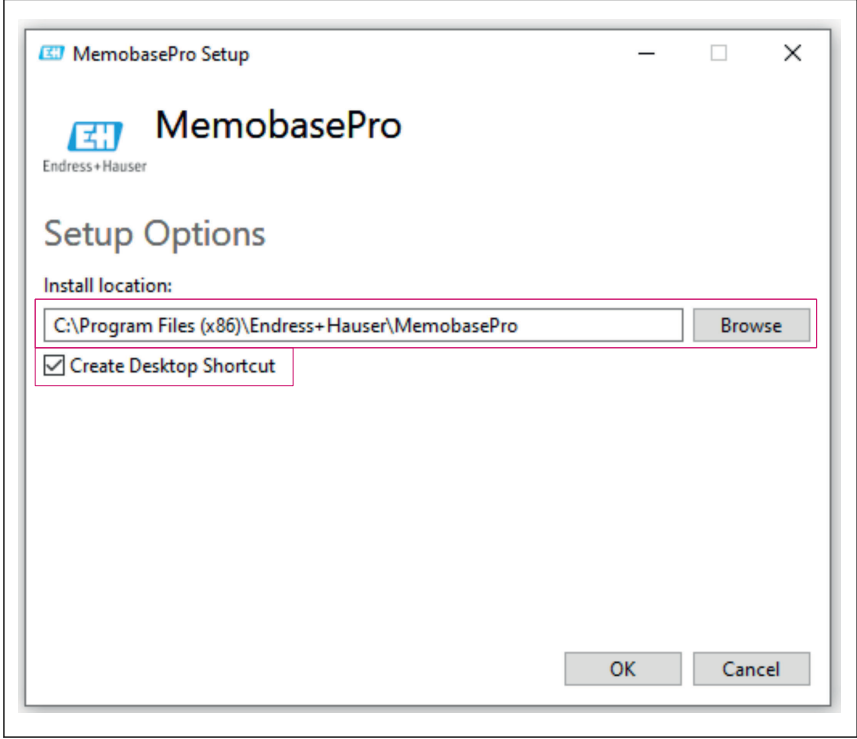 MemobasePro Setup
EH
MemobasePro
Endress+Hauser
Setup Options
Install location:
C:\Program Files (x86)\Endress+Hauser\MemobasePro
Browse
Create Desktop Shortcut
OK
Cancel